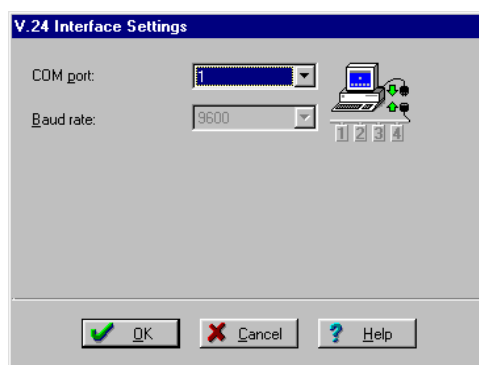 V.24 Interface Settings
COM port: 1
Baud rate: 9600
1 2 3 4
OK Cancel Help